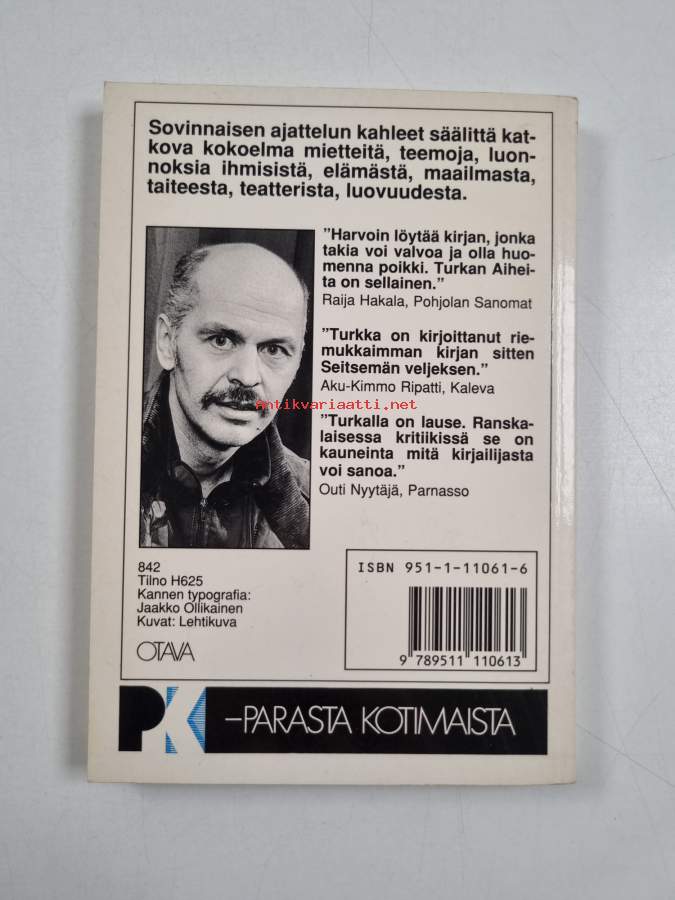 Sovinnaisen ajattelun kahleet säälittä kat-
kova kokoelma mietteitä, teemoja, luon-
noksia ihmisistä, elämästä, maailmasta,
taiteesta, teatterista, luovuudesta.
"Harvoin löytää kirjan, jonka
takia voi valvoa ja olla huo-
menna poikki. Turkan Aihei-
ta on sellainen."
Raija Hakala, Pohjolan Sanomat
"Turkka on kirjoittanut rie-
mukkaimman kirjan sitten
Seitsemän veljeksen."
Aku-Kimmo Ripatti, Kaleva
antikvariaatti.net
"Turkalla on lause. Ranska-
laisessa kritiikissä se on
kauneinta mitä kirjailijasta
voi sanoa."
Outi Nyytäjä, Parnasso
842
Tilno H625
Kannen typografia:
Jaakko Ollikainen
Kuvat: Lehtikuva
OTAVA
ISBN 951-1-11061-6
9 789511 110613
PK –PARASTA KOTIMAISTA